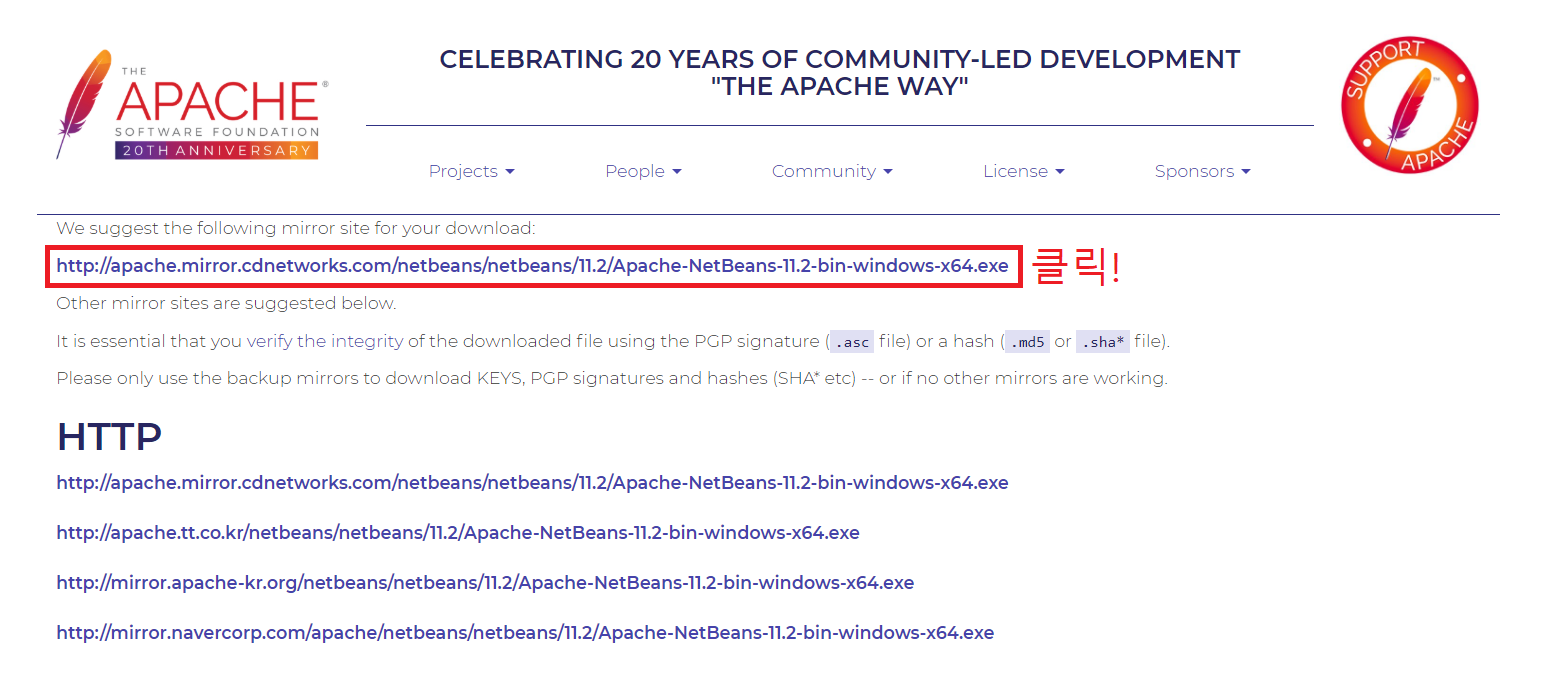 THE
APACHE®
SOFTWARE FOUNDATION
20TH ANNIVERSARY
CELEBRATING 20 YEARS OF COMMUNITY-LED DEVELOPMENT
"THE APACHE WAY"
SUPPORT
APACHE
™
Projects
People
Community
License
Sponsors
We suggest the following mirror site for your download:
http://apache.mirror.cdnetworks.com/netbeans/netbeans/11.2/Apache-NetBeans-11.2-bin-windows-x64.exe 클릭!
Other mirror sites are suggested below.
It is essential that you verify the integrity of the downloaded file using the PGP signature ( .asc file) or a hash ( .md5 or .sha* file).
Please only use the backup mirrors to download KEYS, PGP signatures and hashes (SHA* etc) -- or if no other mirrors are working.
HTTP
http://apache.mirror.cdnetworks.com/netbeans/netbeans/11.2/Apache-NetBeans-11.2-bin-windows-x64.exe
http://apache.tt.co.kr/netbeans/netbeans/11.2/Apache-NetBeans-11.2-bin-windows-x64.exe
http://mirror.apache-kr.org/netbeans/netbeans/11.2/Apache-NetBeans-11.2-bin-windows-x64.exe
http://mirror.navercorp.com/apache/netbeans/netbeans/11.2/Apache-NetBeans-11.2-bin-windows-x64.exe